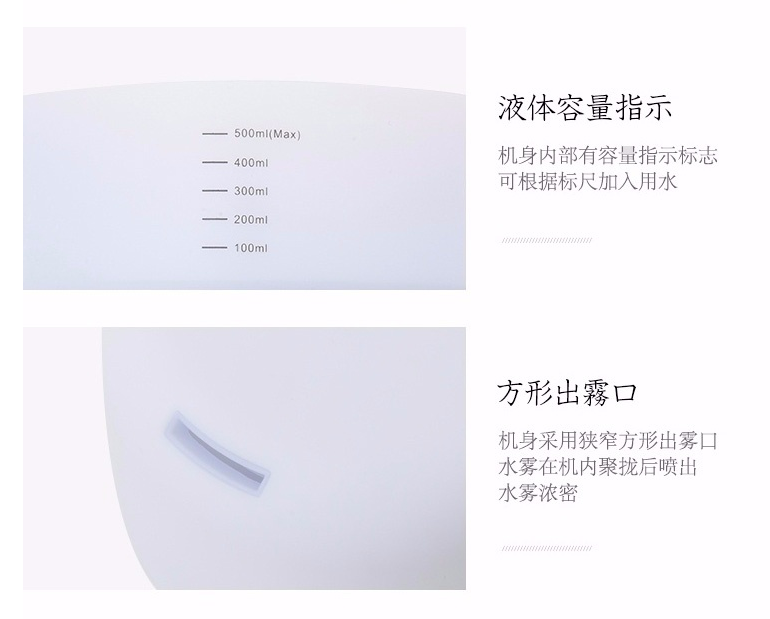 500ml(Max)
400ml
300ml
200ml
100ml
液体容量指示
机身内部有容量指示标志
可根据标尺加入用水
方形出霧口
机身采用狭窄方形出雾口
水雾在机内聚拢后喷出
水雾浓密